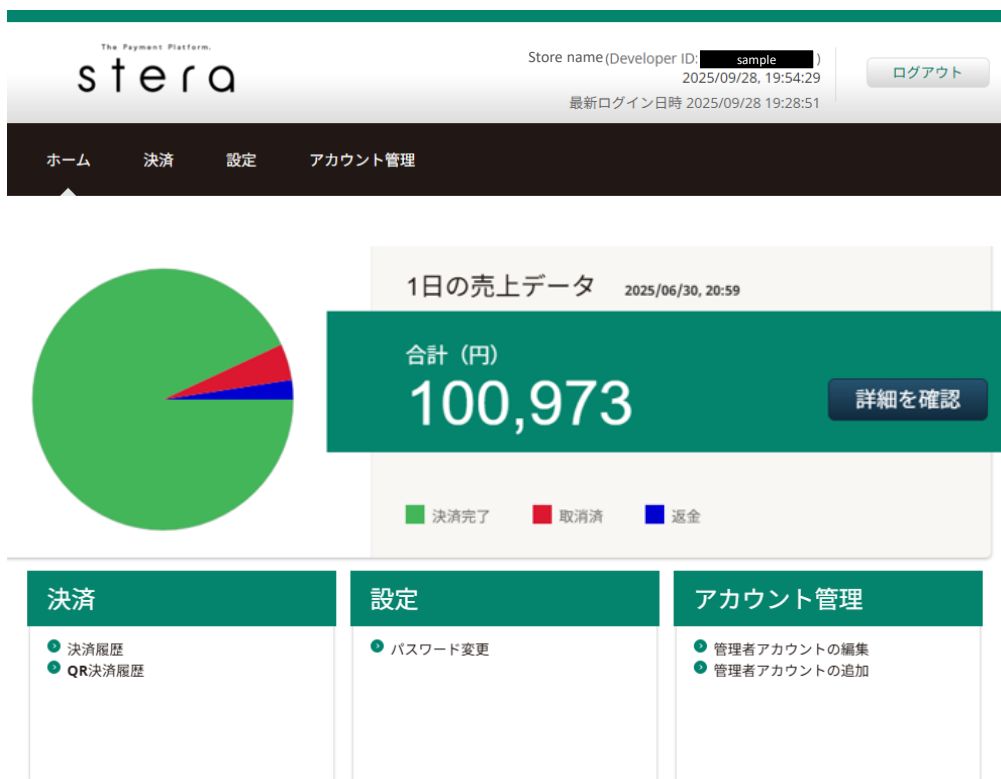 The Payment Platform.
stera
Store name (Developer ID: sample )
2025/09/28, 19:54:29
最新ログイン日時 2025/09/28 19:28:51
ログアウト
ホーム 決済 設定 アカウント管理
1日の売上データ 2025/06/30, 20:59
合計（円）
100,973
詳細を確認
決済完了 取消済 返金
決済 設定 アカウント管理
決済履歴 パスワード変更 管理者アカウントの編集
QR決済履歴 管理者アカウントの追加